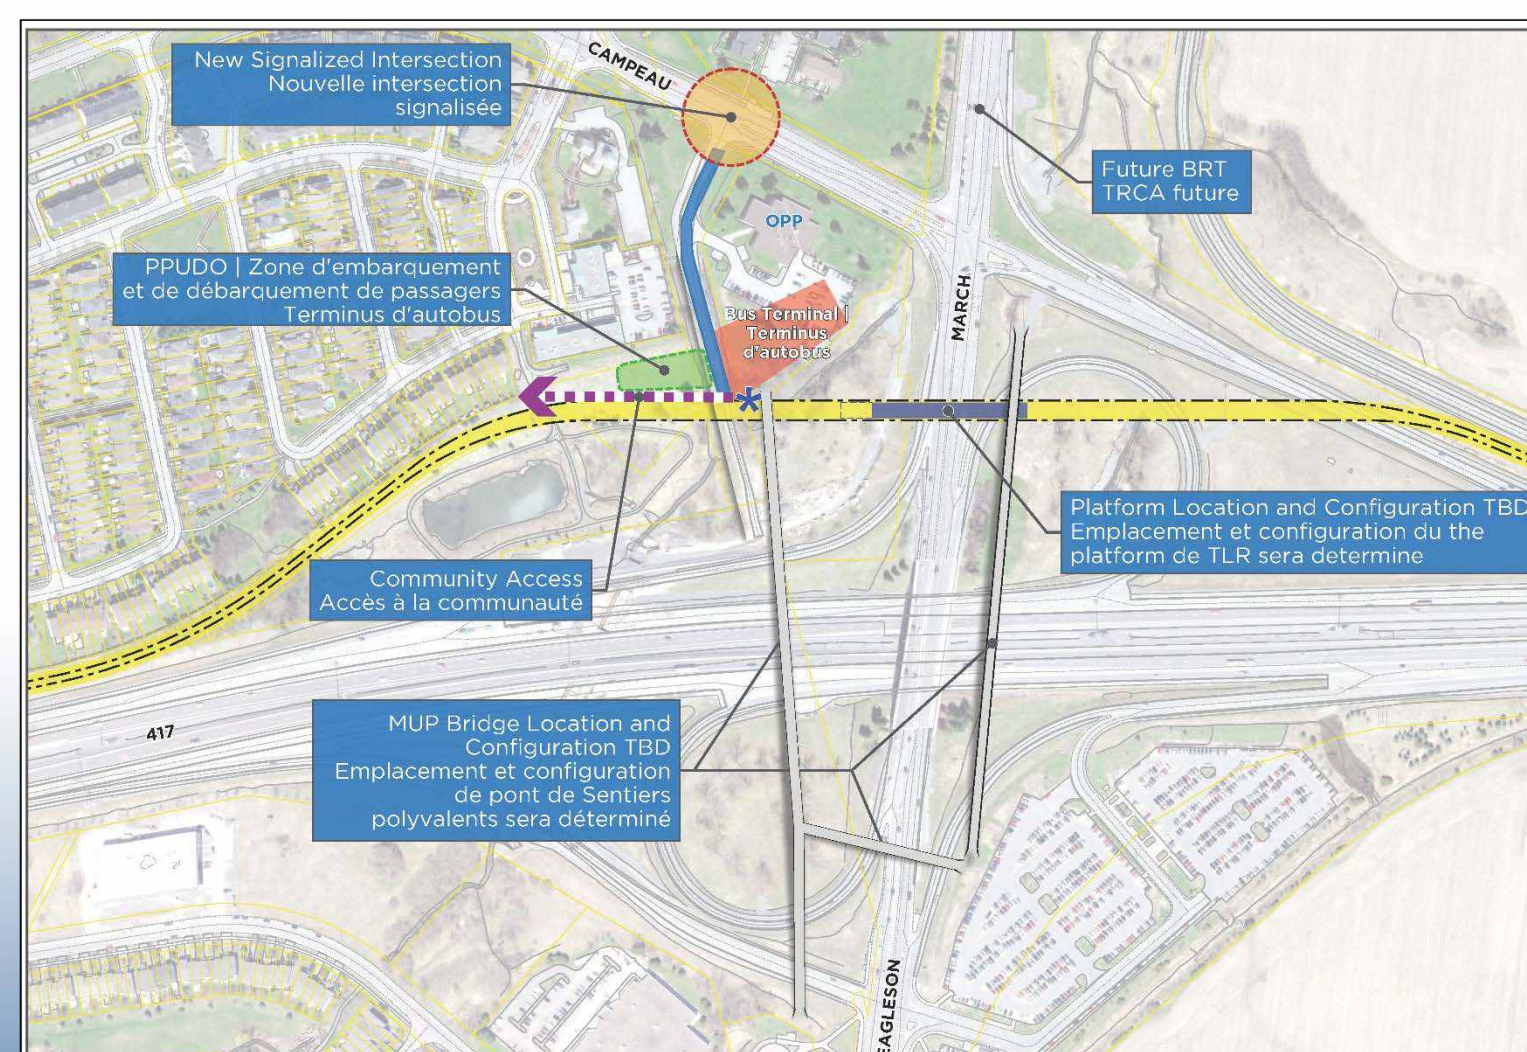 New Signalized Intersection
Nouvelle intersection
signalisée
CAMPEAU
Future BRT
TRCA future
OPP
PPUDO | Zone d'embarquement
et de débarquement de passagers
Terminus d'autobus
Bus Terminal |
Terminus
d'autobus
MARCH
*
Platform Location and Configuration TBD
Emplacement et configuration du the
platform de TLR sera determine
Community Access
Accès à la communauté
417
MUP Bridge Location and
Configuration TBD
Emplacement et configuration
de pont de Sentiers
polyvalents sera déterminé
EAGLESON